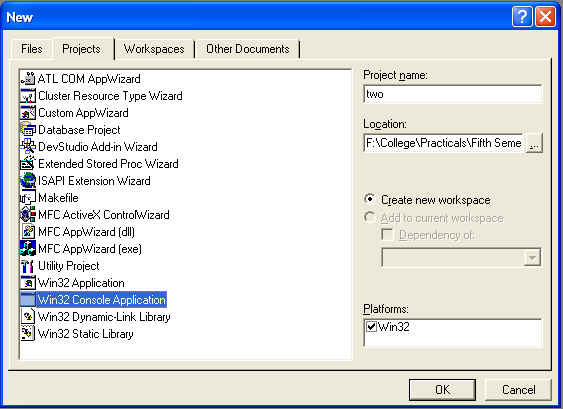 New
Files
Projects
Workspaces
Other Documents
ATL COM AppWizard
Cluster Resource Type Wizard
Custom AppWizard
Database Project
DevStudio Add-in Wizard
Extended Stored Proc Wizard
ISAPI Extension Wizard
Makefile
MFC ActiveX ControlWizard
MFC AppWizard (dll)
MFC AppWizard (exe)
Utility Project
Win32 Application
Win32 Console Application
Win32 Dynamic-Link Library
Win32 Static Library
Project name:
two
Location:
F:\College\Practicals\Fifth Seme
...
Create new workspace
Add to current workspace
Dependency of:
Platforms:
Win32
OK
Cancel